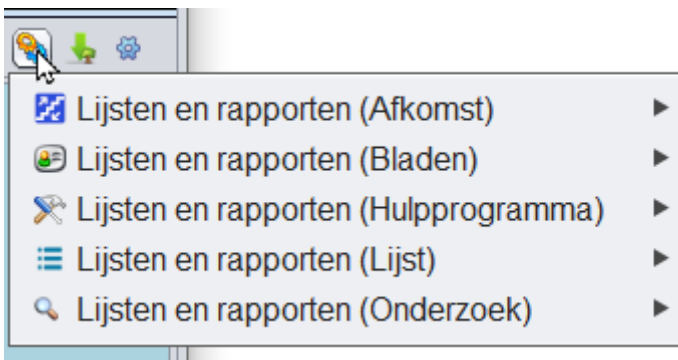 Lijsten en rapporten (Afkomst)
Lijsten en rapporten (Bladen)
Lijsten en rapporten (Hulpprogramma)
Lijsten en rapporten (Lijst)
Lijsten en rapporten (Onderzoek)